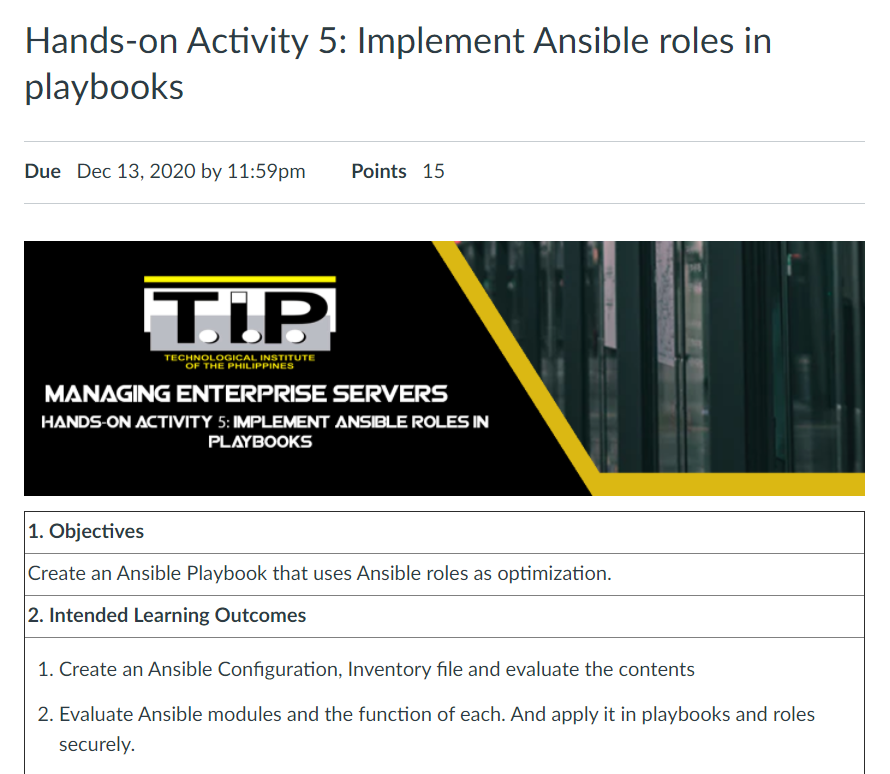 Hands-on Activity 5: Implement Ansible roles in
playbooks
Due Dec 13, 2020 by 11:59pm Points 15
T.I.P.
TECHNOLOGICAL INSTITUTE
OF THE PHILIPPINES
MANAGING ENTERPRISE SERVERS
HANDS-ON ACTIVITY 5: IMPLEMENT ANSIBLE ROLES IN
PLAYBOOKS
1. Objectives
Create an Ansible Playbook that uses Ansible roles as optimization.
2. Intended Learning Outcomes
1. Create an Ansible Configuration, Inventory file and evaluate the contents
2. Evaluate Ansible modules and the function of each. And apply it in playbooks and roles
securely.